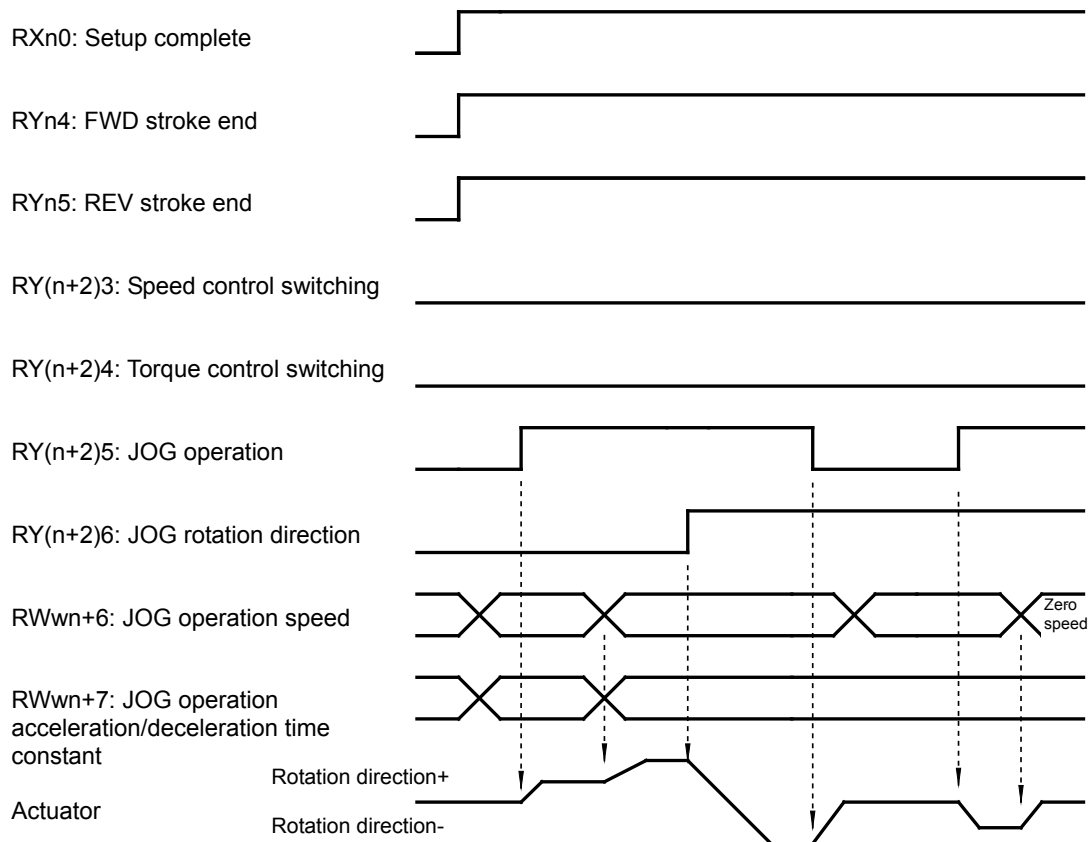 RXn0: Setup complete
RYn4: FWD stroke end
RYn5: REV stroke end
RY(n+2)3: Speed control switching
RY(n+2)4: Torque control switching
RY(n+2)5: JOG operation
RY(n+2)6: JOG rotation direction
RWwn+6: JOG operation speed
Zero
speed
RWwn+7: JOG operation
acceleration/deceleration time
constant
Rotation direction+
Actuator
Rotation direction-